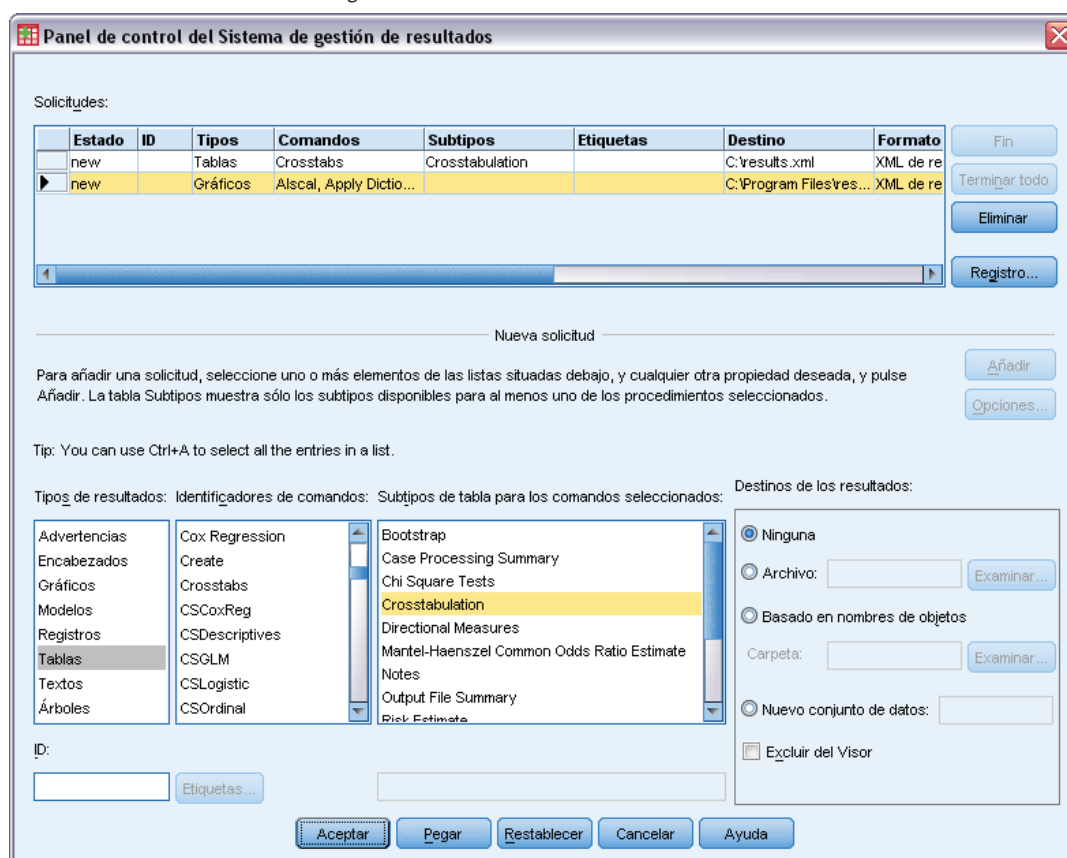 Panel de control del Sistema de gestión de resultados
Solicitudes:
Estado ID Tipos Comandos Subtipos Etiquetas Destino Formato
new Tablas Crosstabs Crosstabulation C:\results.xml XML de re
new Gráficos Alscal, Apply Dictio... C:\Program Files\res... XML de re
Fin
Terminar todo
Eliminar
Registro...
Nueva solicitud
Para añadir una solicitud, seleccione uno o más elementos de las listas situadas debajo, y cualquier otra propiedad deseada, y pulse
Añadir. La tabla Subtipos muestra sólo los subtipos disponibles para al menos uno de los procedimientos seleccionados.
Añadir
Opciones...
Tip: You can use Ctrl+A to select all the entries in a list.
Tipos de resultados:
Advertencias
Encabezados
Gráficos
Modelos
Registros
Tablas
Textos
Árboles
Identificadores de comandos:
Cox Regression
Create
Crosstabs
CSCoxReg
CSDescriptives
CSGLM
CSLogistic
CSOrdinal
Subtipos de tabla para los comandos seleccionados:
Bootstrap
Case Processing Summary
Chi Square Tests
Crosstabulation
Directional Measures
Mantel-Haenszel Common Odds Ratio Estimate
Notes
Output File Summary
Risk Estimate
Destinos de los resultados:
Ninguna
Archivo: Examinar...
Basado en nombres de objetos
Carpeta: Examinar...
Nuevo conjunto de datos:
Excluir del Visor
ID:
Etiquetas...
Aceptar Pegar Restablecer Cancelar Ayuda